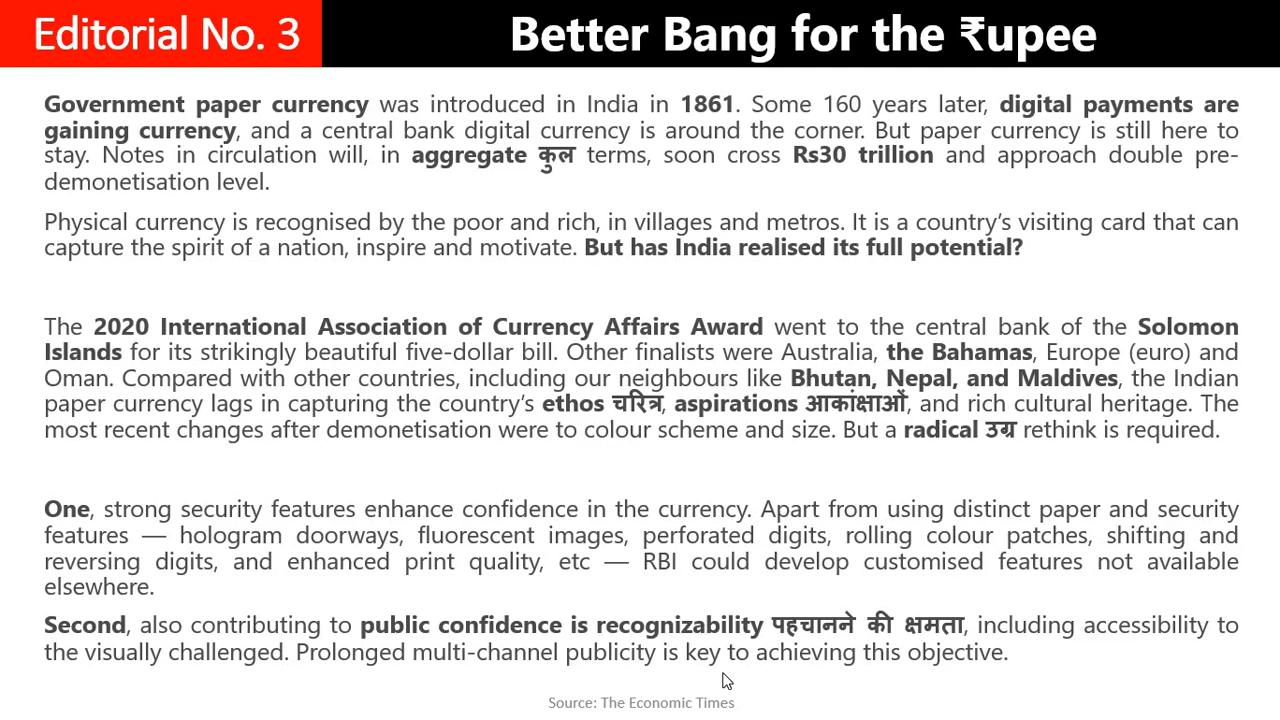 Editorial No. 3
Better Bang for the ₹upee
Government paper currency was introduced in India in 1861. Some 160 years later, digital payments are
gaining currency, and a central bank digital currency is around the corner. But paper currency is still here to
stay. Notes in circulation will, in aggregate कुल terms, soon cross Rs30 trillion and approach double pre-
demonetisation level.
Physical currency is recognised by the poor and rich, in villages and metros. It is a country’s visiting card that can
capture the spirit of a nation, inspire and motivate. But has India realised its full potential?
The 2020 International Association of Currency Affairs Award went to the central bank of the Solomon
Islands for its strikingly beautiful five-dollar bill. Other finalists were Australia, the Bahamas, Europe (euro) and
Oman. Compared with other countries, including our neighbours like Bhutan, Nepal, and Maldives, the Indian
paper currency lags in capturing the country’s ethos चरित्र, aspirations आकांक्षाओं, and rich cultural heritage. The
most recent changes after demonetisation were to colour scheme and size. But a radical उग्र rethink is required.
One, strong security features enhance confidence in the currency. Apart from using distinct paper and security
features — hologram doorways, fluorescent images, perforated digits, rolling colour patches, shifting and
reversing digits, and enhanced print quality, etc — RBI could develop customised features not available
elsewhere.
Second, also contributing to public confidence is recognizability पहचानने की क्षमता, including accessibility to
the visually challenged. Prolonged multi-channel publicity is key to achieving this objective.
Source: The Economic Times